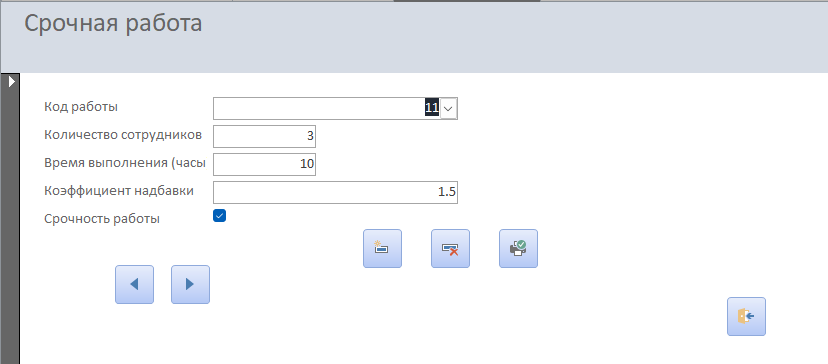 Срочная работа
Код работы 11
Количество сотрудников 3
Время выполнения (часы 10
Коэффициент надбавки 1.5
Срочность работы